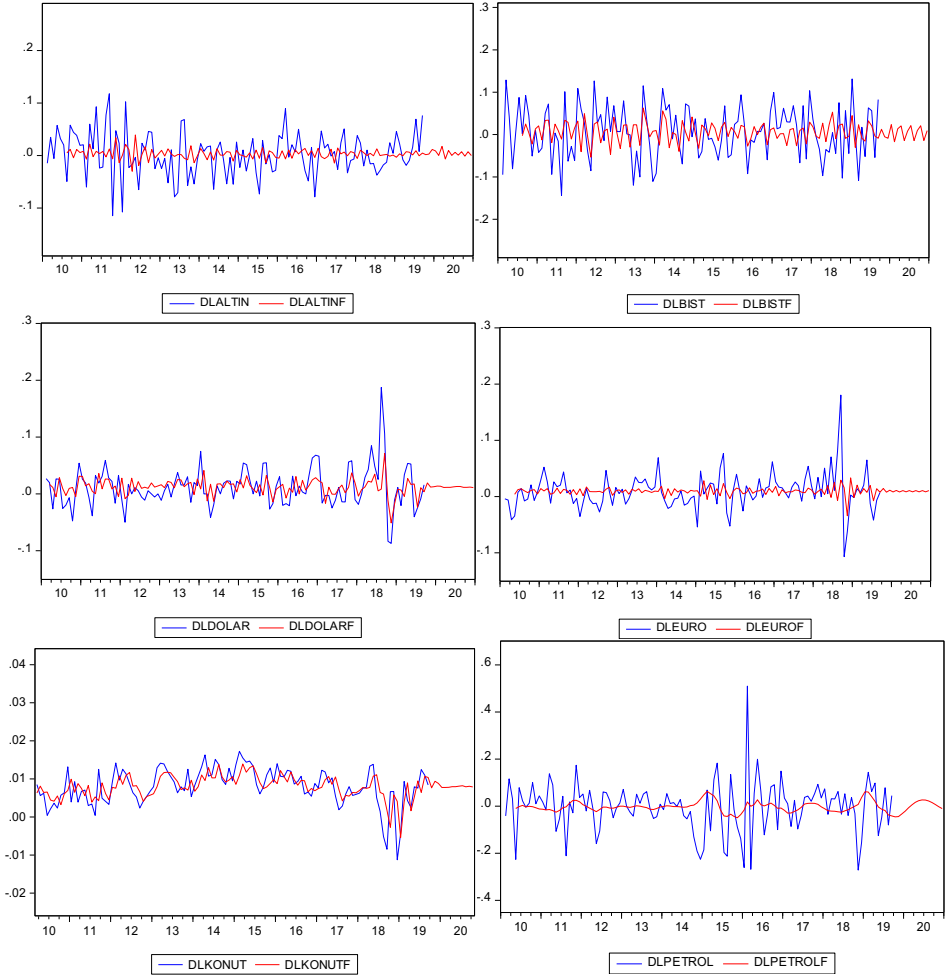 .2
.1
.0
-.1
10 11 12 13 14 15 16 17 18 19 20
DLALTIN DLALTINF
.3
.2
.1
.0
-.1
-.2
10 11 12 13 14 15 16 17 18 19 20
DLBIST DLBISTF
.3
.2
.1
.0
-.1
10 11 12 13 14 15 16 17 18 19 20
DLDOLAR DLDOLARF
.3
.2
.1
.0
-.1
10 11 12 13 14 15 16 17 18 19 20
DLEURO DLEUROF
.04
.03
.02
.01
.00
-.01
-.02
10 11 12 13 14 15 16 17 18 19 20
DLKONUT DLKONUTF
.6
.4
.2
.0
-.2
-.4
10 11 12 13 14 15 16 17 18 19 20
DLPETROL DLPETROLF